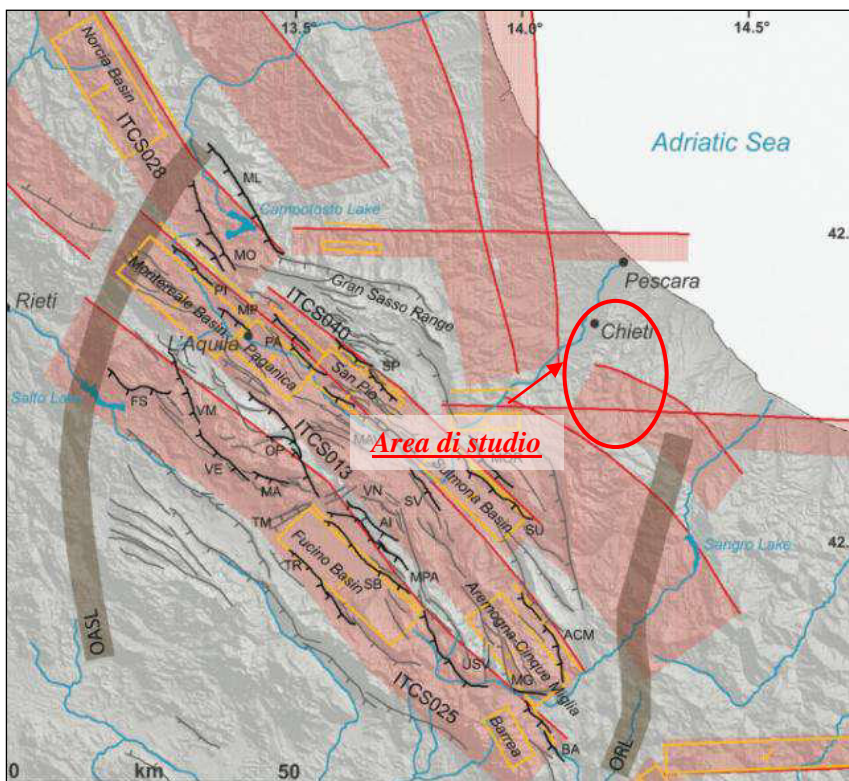 13.5°
14.0°
14.5°
Norcia Basin
ITCS028
Adriatic Sea
ML
Campotosto Lake
MO
42.
Gran Sasso Range
Pescara
Montereale Basin
PI
MP
ITCS040
Rieti
Chieti
L'Aquila
PA
Paganica
San Pio
SP
Salto Lake
FS
VM
ITCS013
Area di studio
OP
VE
MA
VN
SV
Sulmona Basin
SU
TM
AI
42.
Sangro Lake
Fucino Basin
TR
SB
MPA
Aremogna-Cinque Miglia
ACM
OASL
USV
MG
ITCS025
Barrea
BA
ORL
0
km
50